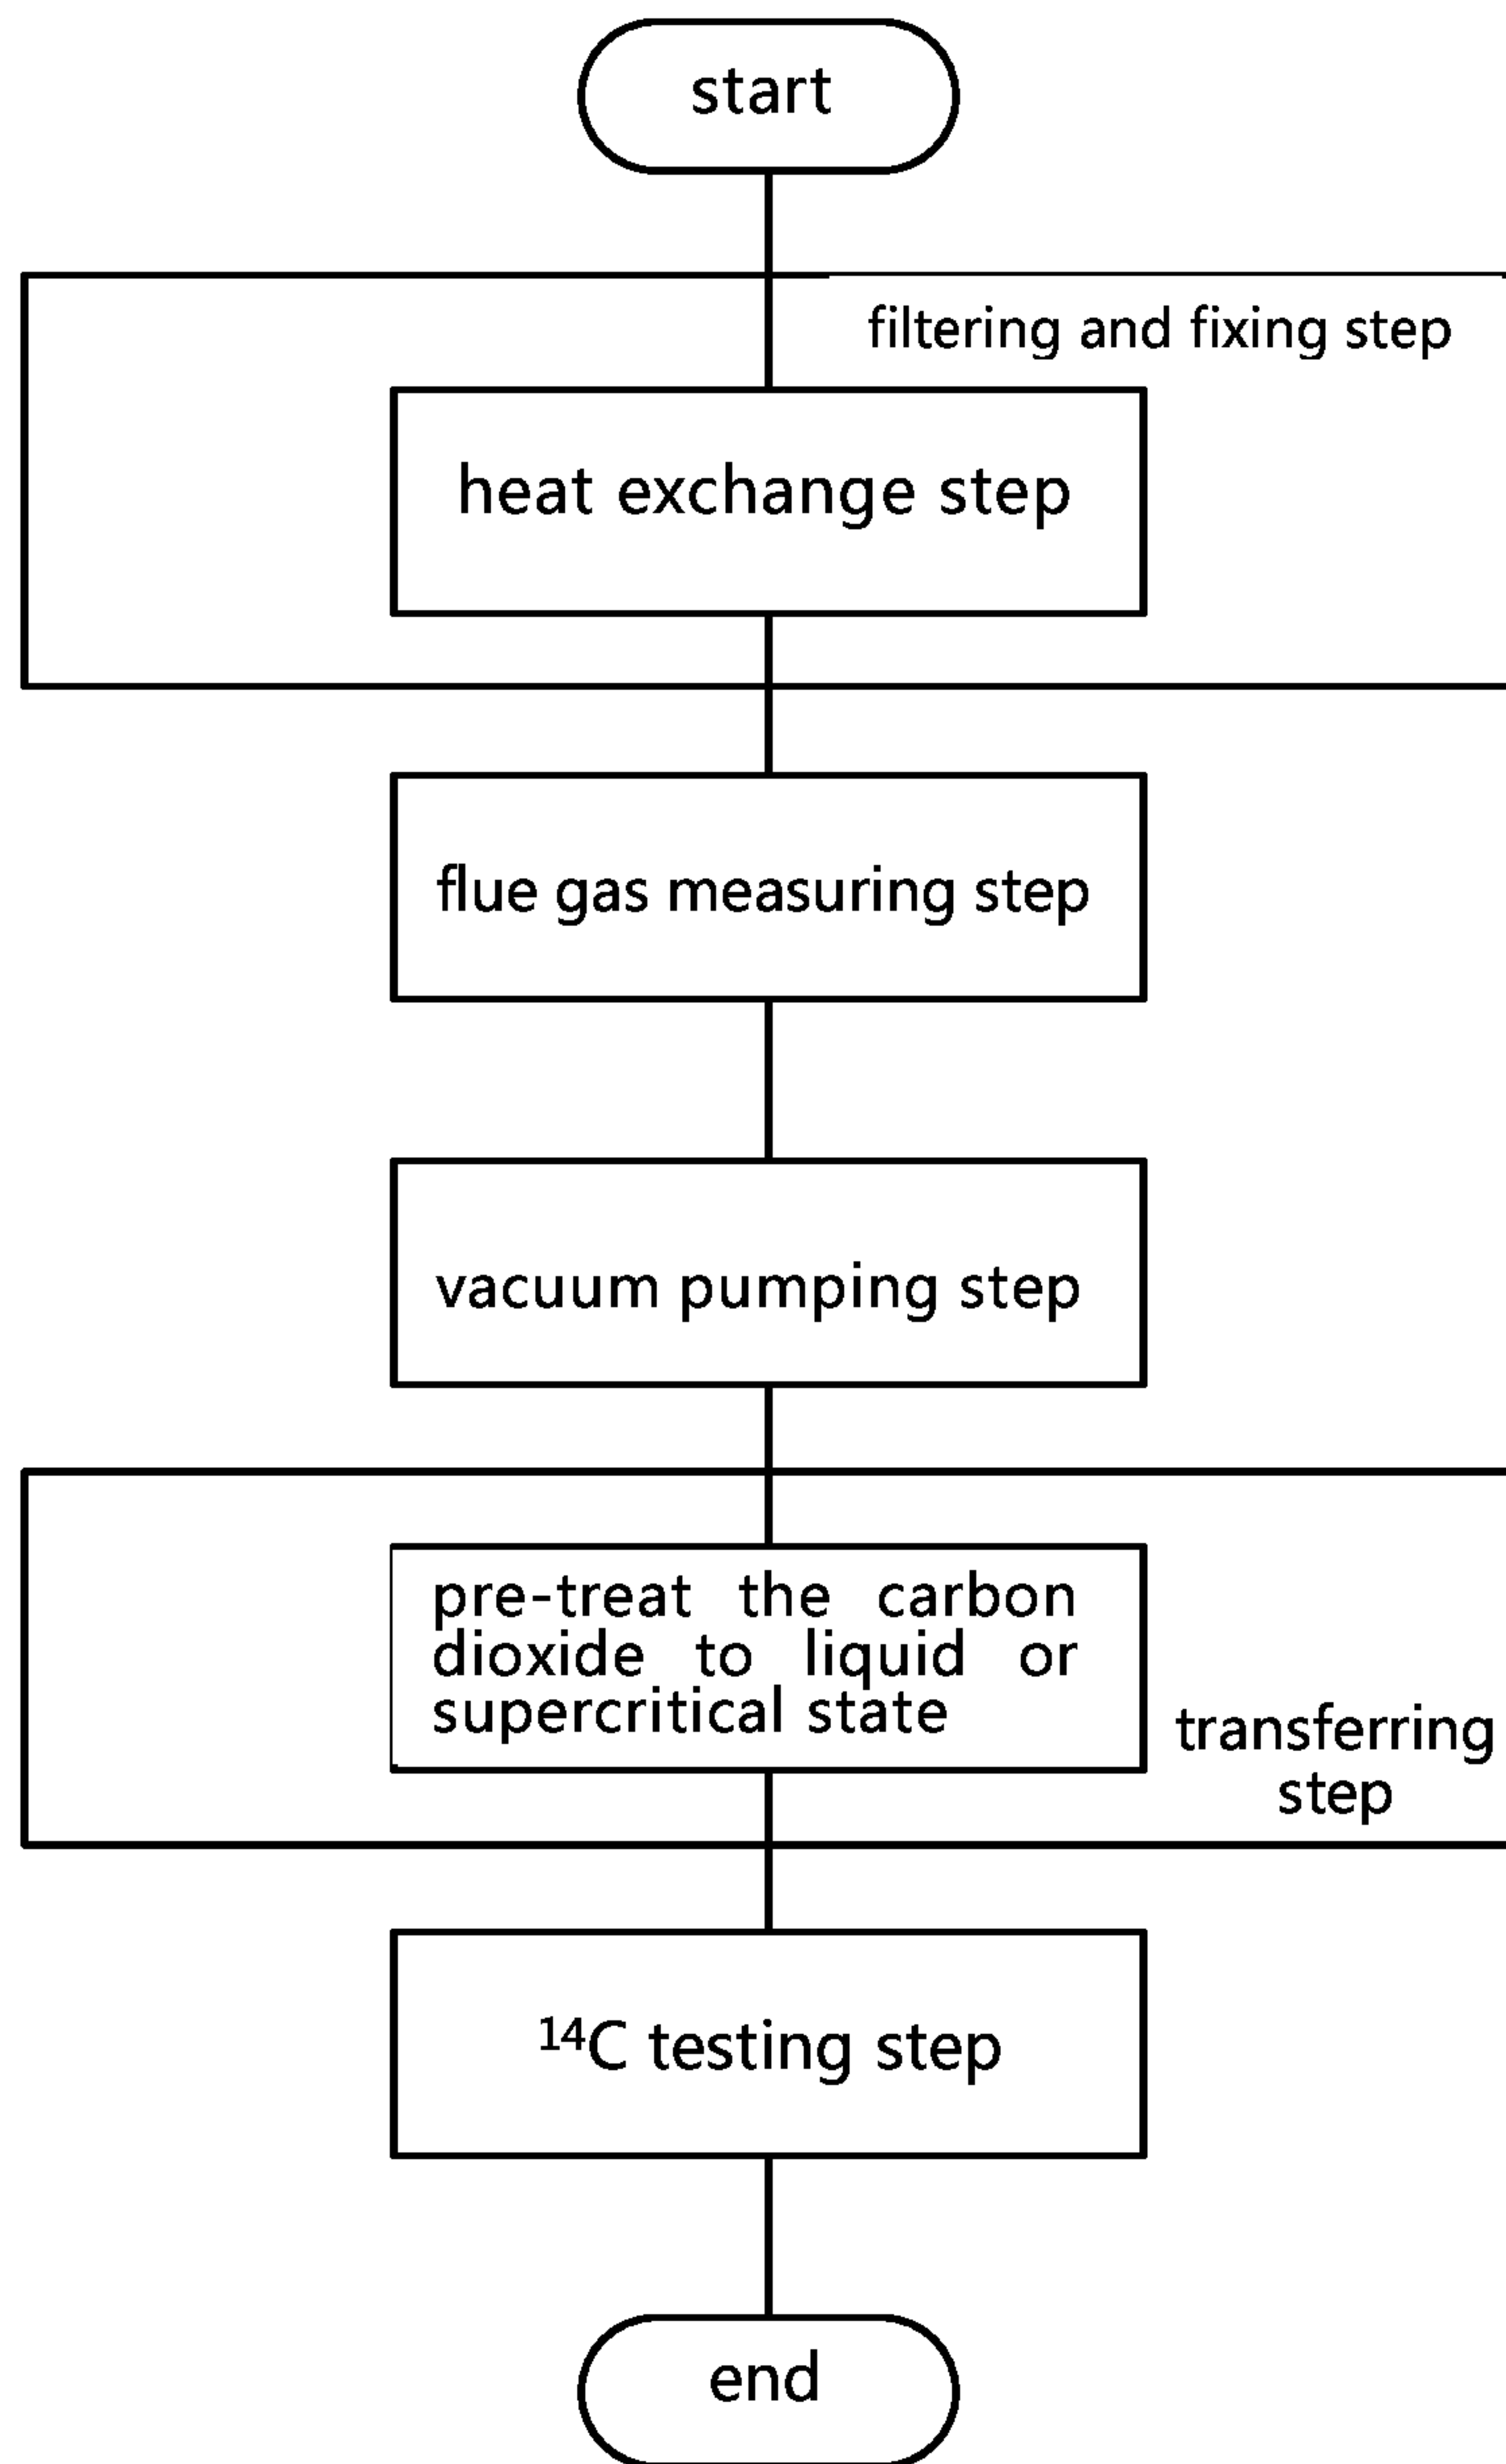 start
filtering and fixing step
heat exchange step
flue gas measuring step
vacuum pumping step
pre-treat the carbon
dioxide to liquid or
supercritical state
transferring
step
¹⁴C testing step
end